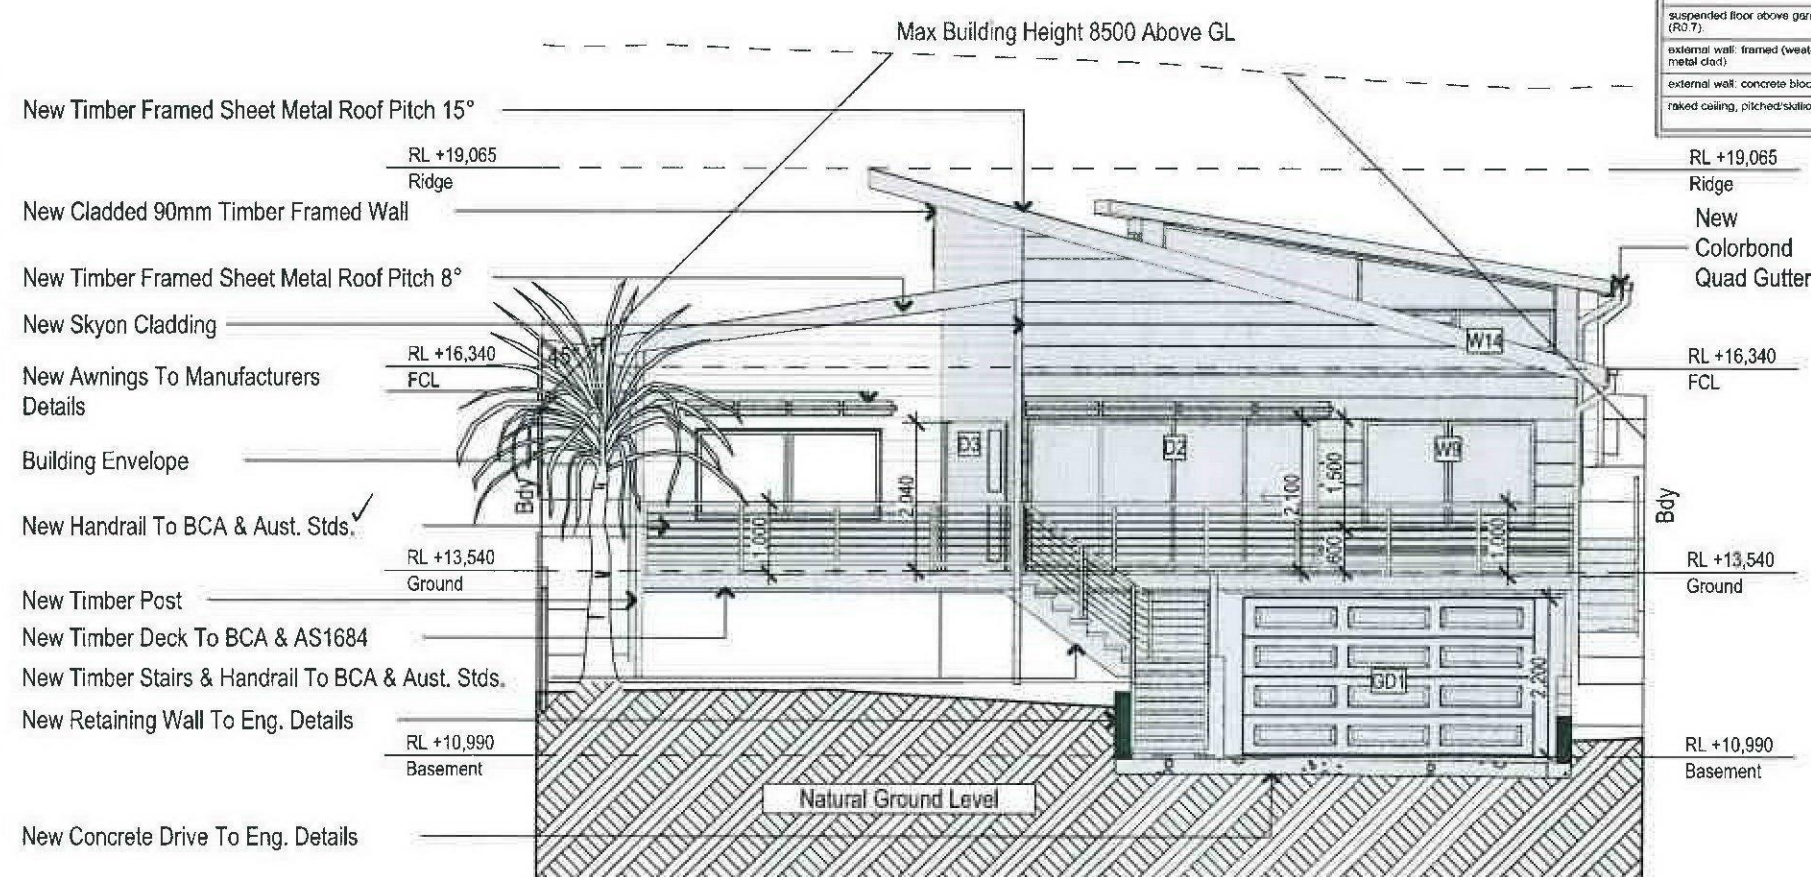 Max Building Height 8500 Above GL
suspended floor above
(R0.7).
external wall: framed
metal clad)
external wall: concrete
raked ceiling,
New Timber Framed Sheet Metal Roof Pitch 15°
RL +19,065
Ridge
New Cladded 90mm Timber Framed Wall
New Timber Framed Sheet Metal Roof Pitch 8°
New Skyon Cladding
RL +16,340
FCL
New Awnings To Manufacturers
Details
Building Envelope
New Handrail To BCA & Aust. Stds.
RL +13,540
Ground
New Timber Post
New Timber Deck To BCA & AS1684
New Timber Stairs & Handrail To BCA & Aust. Stds.
New Retaining Wall To Eng. Details
RL +10,990
Basement
New Concrete Drive To Eng. Details
45°
Bdy
1,000
2,040
D3
D2
2,100
1,500
600
W9
W14
1,000
GD1
2,200
Natural Ground Level
Bdy
RL +19,065
Ridge
New
Colorbond
Quad Gutter
RL +16,340
FCL
RL +13,540
Ground
RL +10,990
Basement